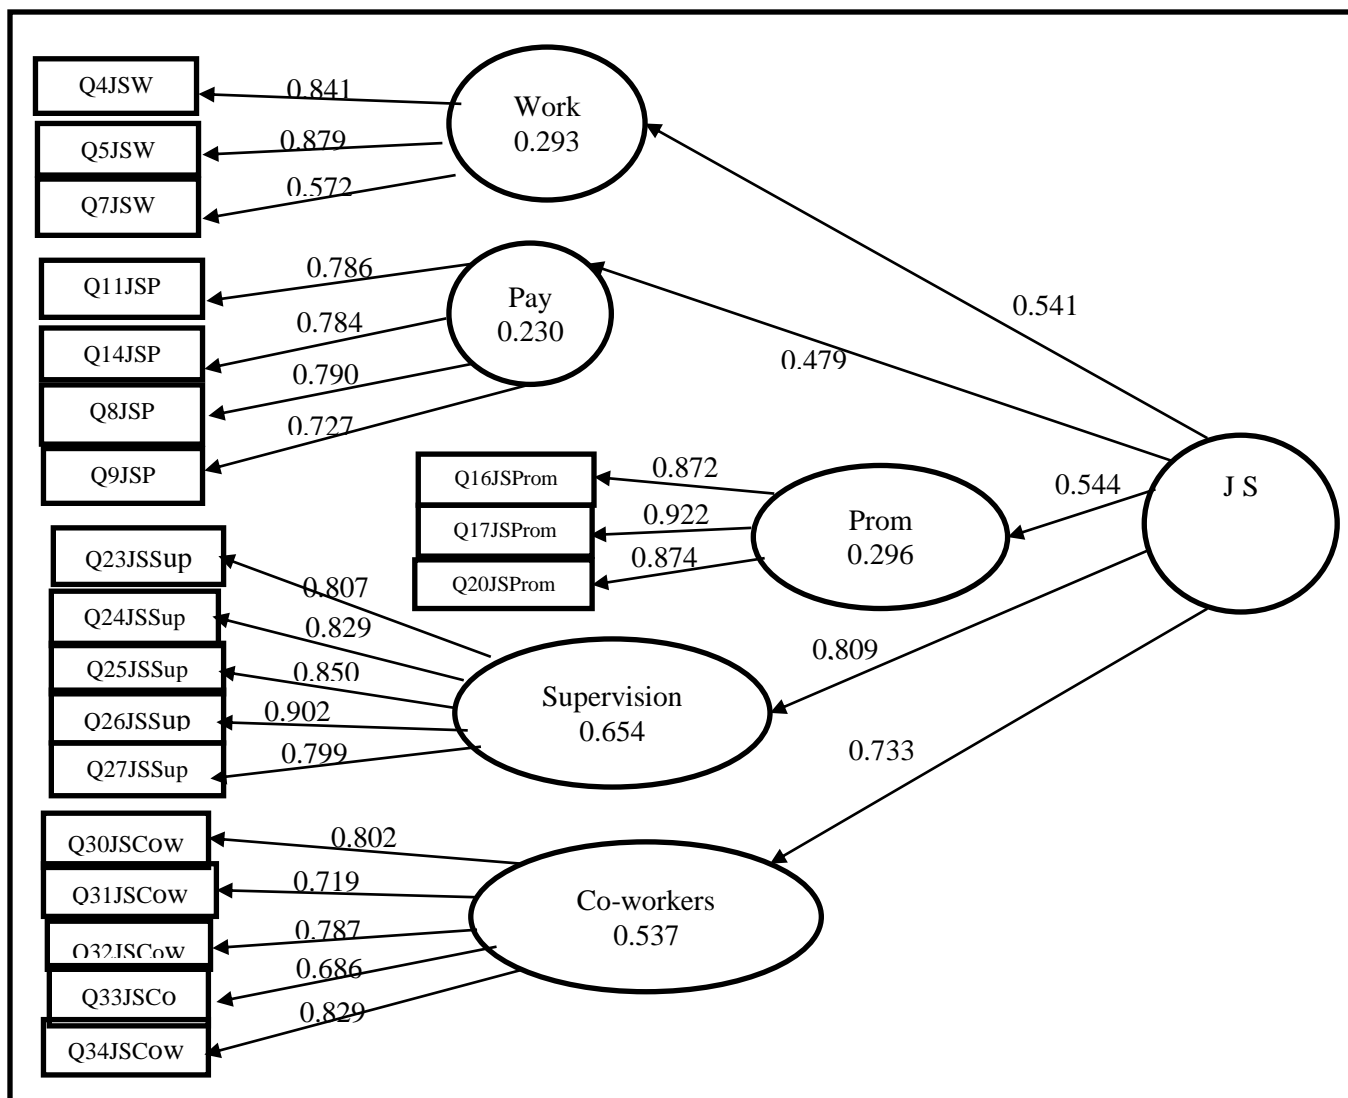 Q4JSW
0.841
Work
0.293
Q5JSW
0.879
Q7JSW
0.572
Q11JSP
0.786
Pay
0.230
0.541
Q14JSP
0.784
0.479
Q8JSP
0.790
Q9JSP
0.727
Q16JSProm
0.872
0.544
J S
Q17JSProm
0.922
Prom
0.296
Q20JSProm
0.874
Q23JSSup
0.807
Q24JSSup
0.829
0.809
Q25JSSup
0.850
Supervision
0.654
Q26JSSup
0.902
Q27JSSup
0.799
0.733
Q30JSCow
0.802
Q31JSCow
0.719
Co-workers
0.537
Q32JSCow
0.787
Q33JSCo
0.686
Q34JSCow
0.829